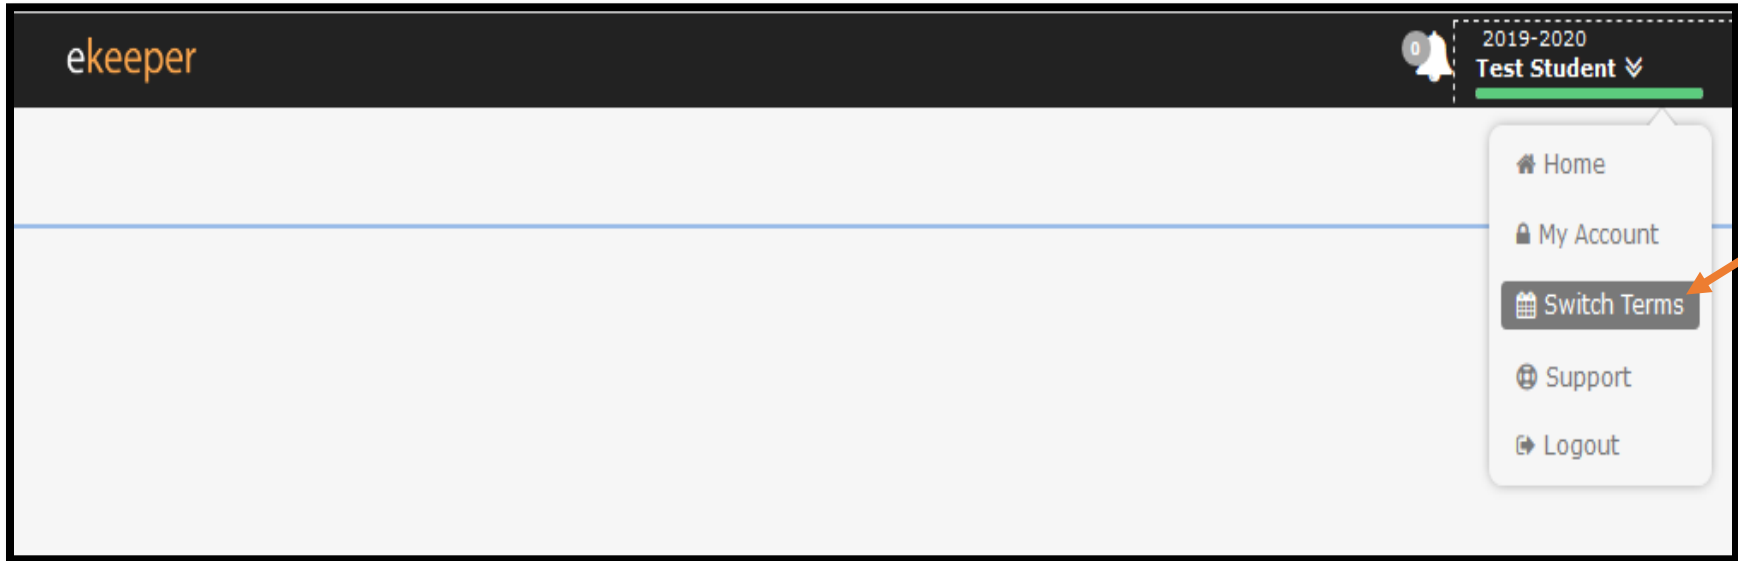 ekeeper
0
2019-2020
Test Student
Home
My Account
Switch Terms
Support
Logout